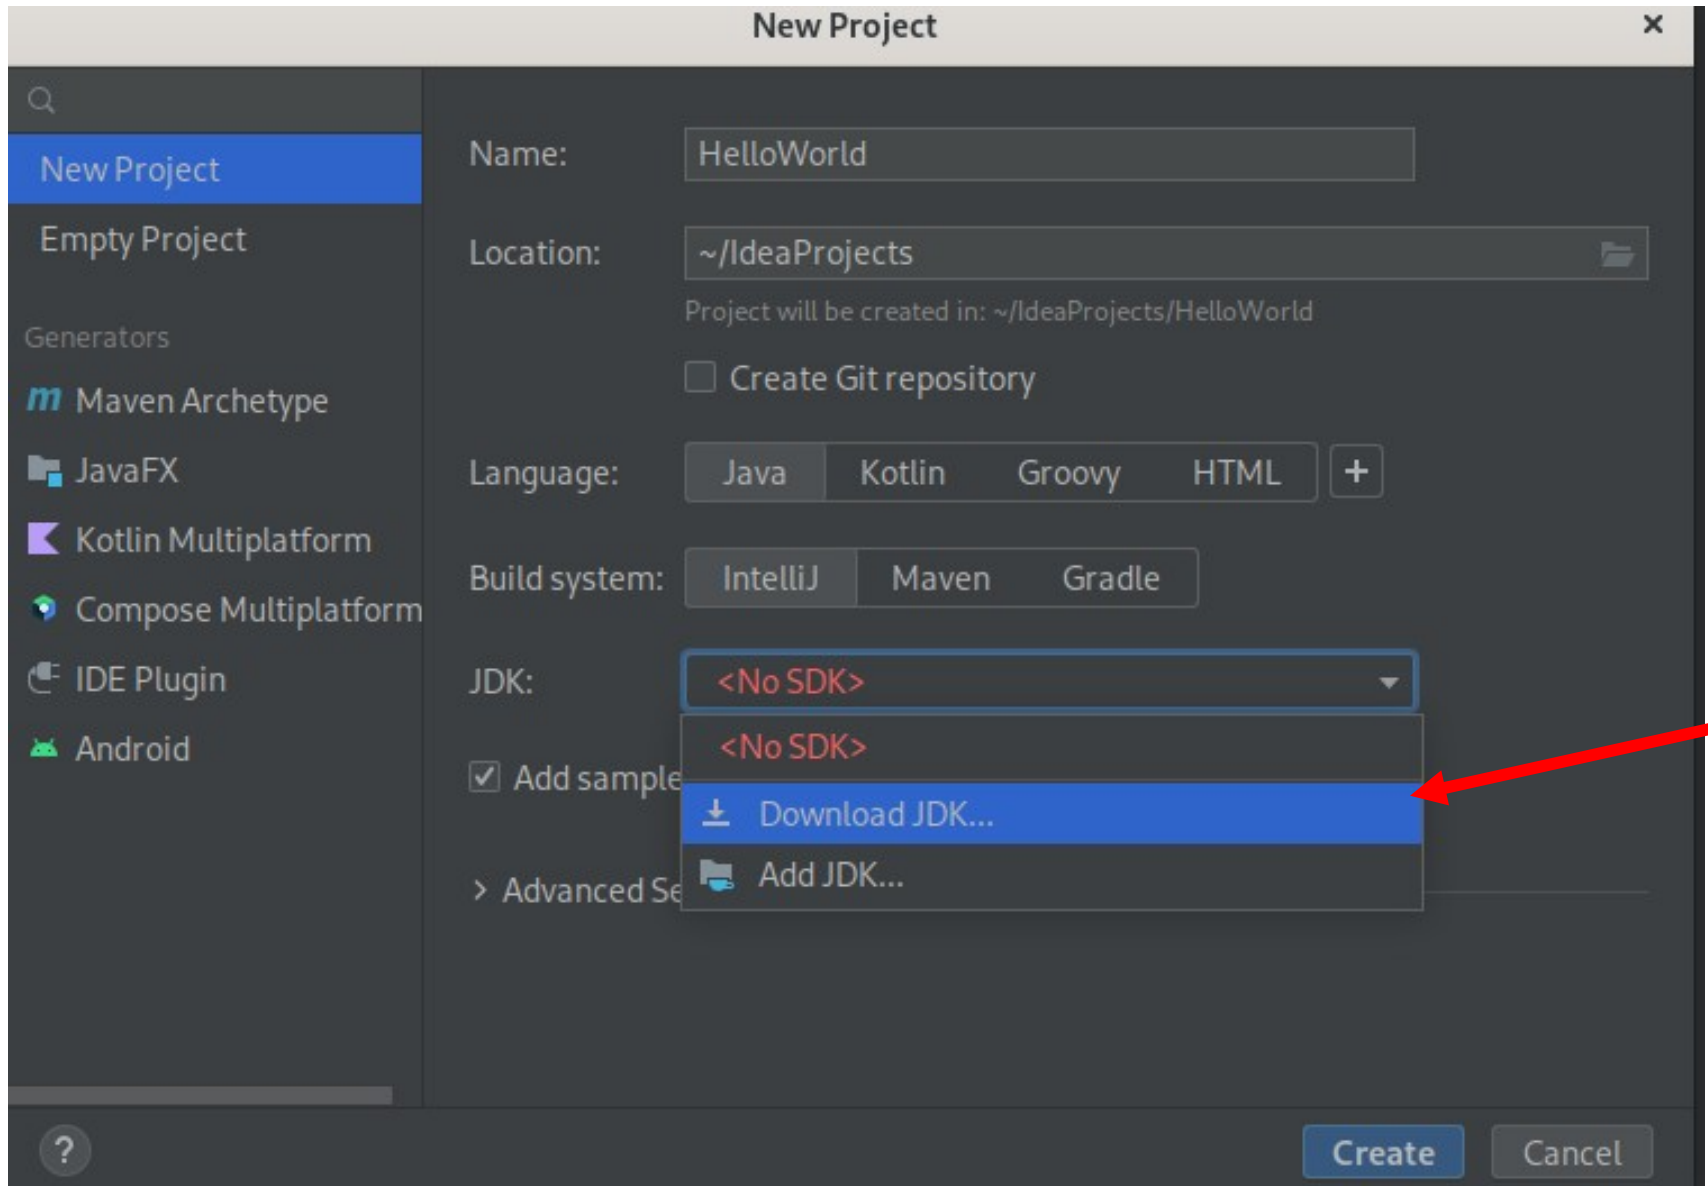 New Project
New Project
Empty Project
Generators
Maven Archetype
JavaFX
Kotlin Multiplatform
Compose Multiplatform
IDE Plugin
Android
Name: HelloWorld
Location: ~/IdeaProjects
Project will be created in: ~/IdeaProjects/HelloWorld
Create Git repository
Language: Java Kotlin Groovy HTML +
Build system: IntelliJ Maven Gradle
JDK: <No SDK>
<No SDK>
Add sample
Download JDK...
Add JDK...
Advanced Se
? Create Cancel